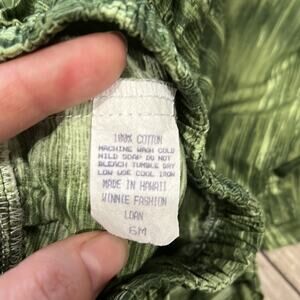 100% COTTON
MACHINE WASH COLD
MILD SOAP DO NOT
BLEACH TUMBLE DRY
LOW USE COOL IRON
MADE IN HAWAII
WINNIE FASHION
LOAN
6M